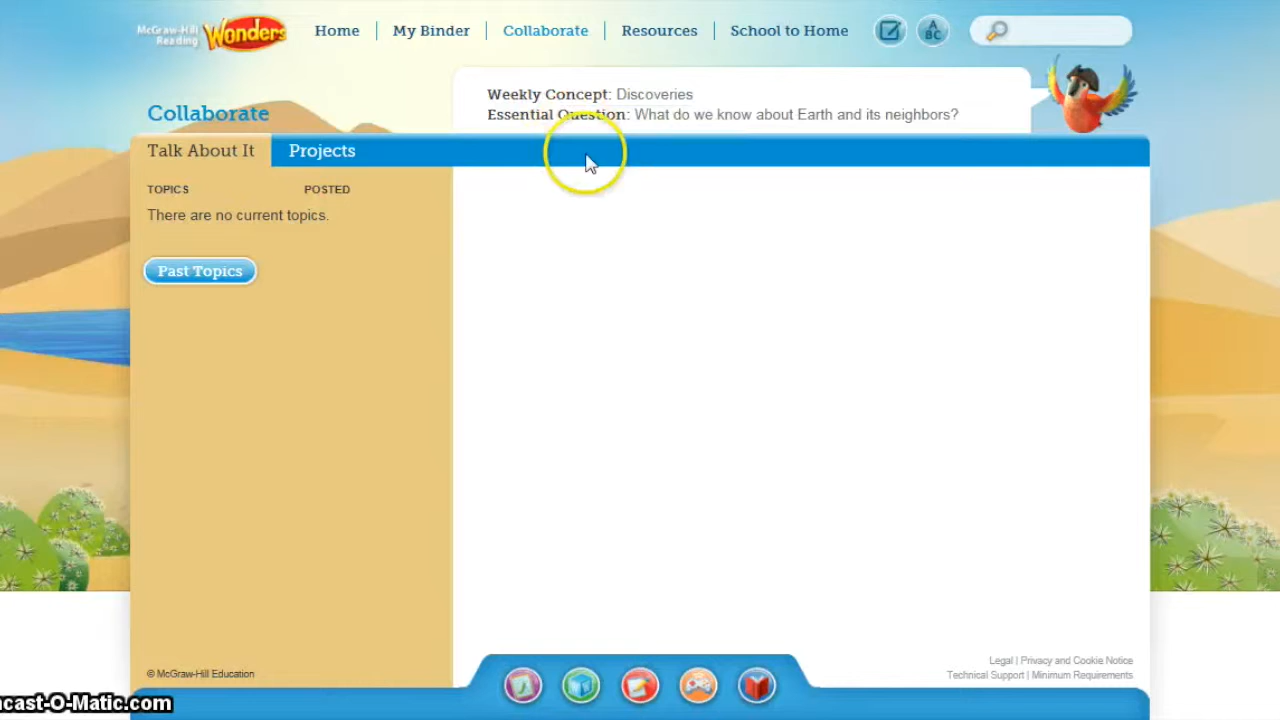 McGraw-Hill
Reading
Wonders
Home
My Binder
Collaborate
Resources
School to Home
A
BC
Weekly Concept: Discoveries
Essential Question: What do we know about Earth and its neighbors?
Collaborate
Talk About It
Projects
TOPICS
POSTED
There are no current topics.
Past Topics
© McGraw-Hill Education
Legal | Privacy and Cookie Notice
Technical Support | Minimum Requirements
ncast-O-Matic.com